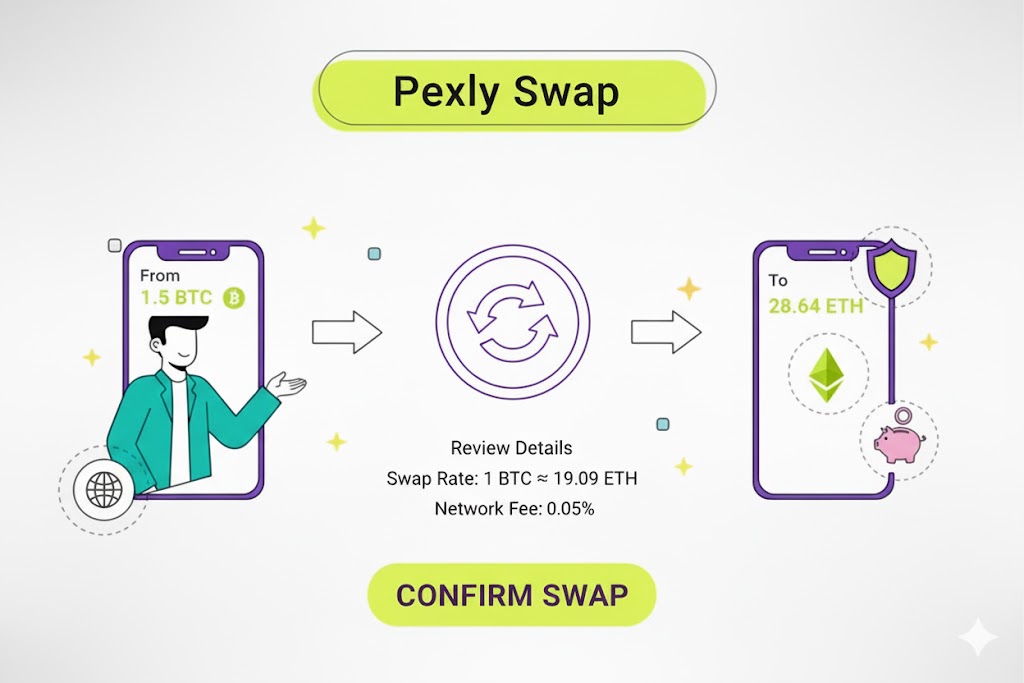 Pexly Swap
From
1.5 BTC
To
28.64 ETH
Review Details
Swap Rate: 1 BTC ≈ 19.09 ETH
Network Fee: 0.05%
CONFIRM SWAP